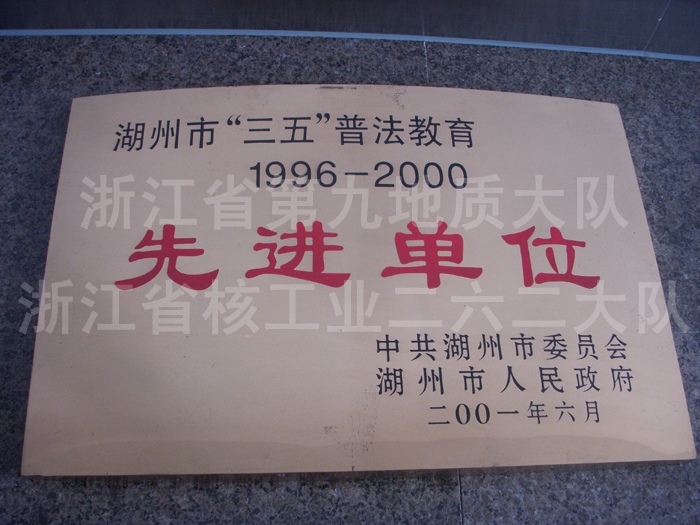 湖州市“三五”普法教育
1996-2000
浙江省第九地质大队
先进单位
浙江省核工业二六二大队
中共湖州市委员会
湖州市人民政府
二00一年六月